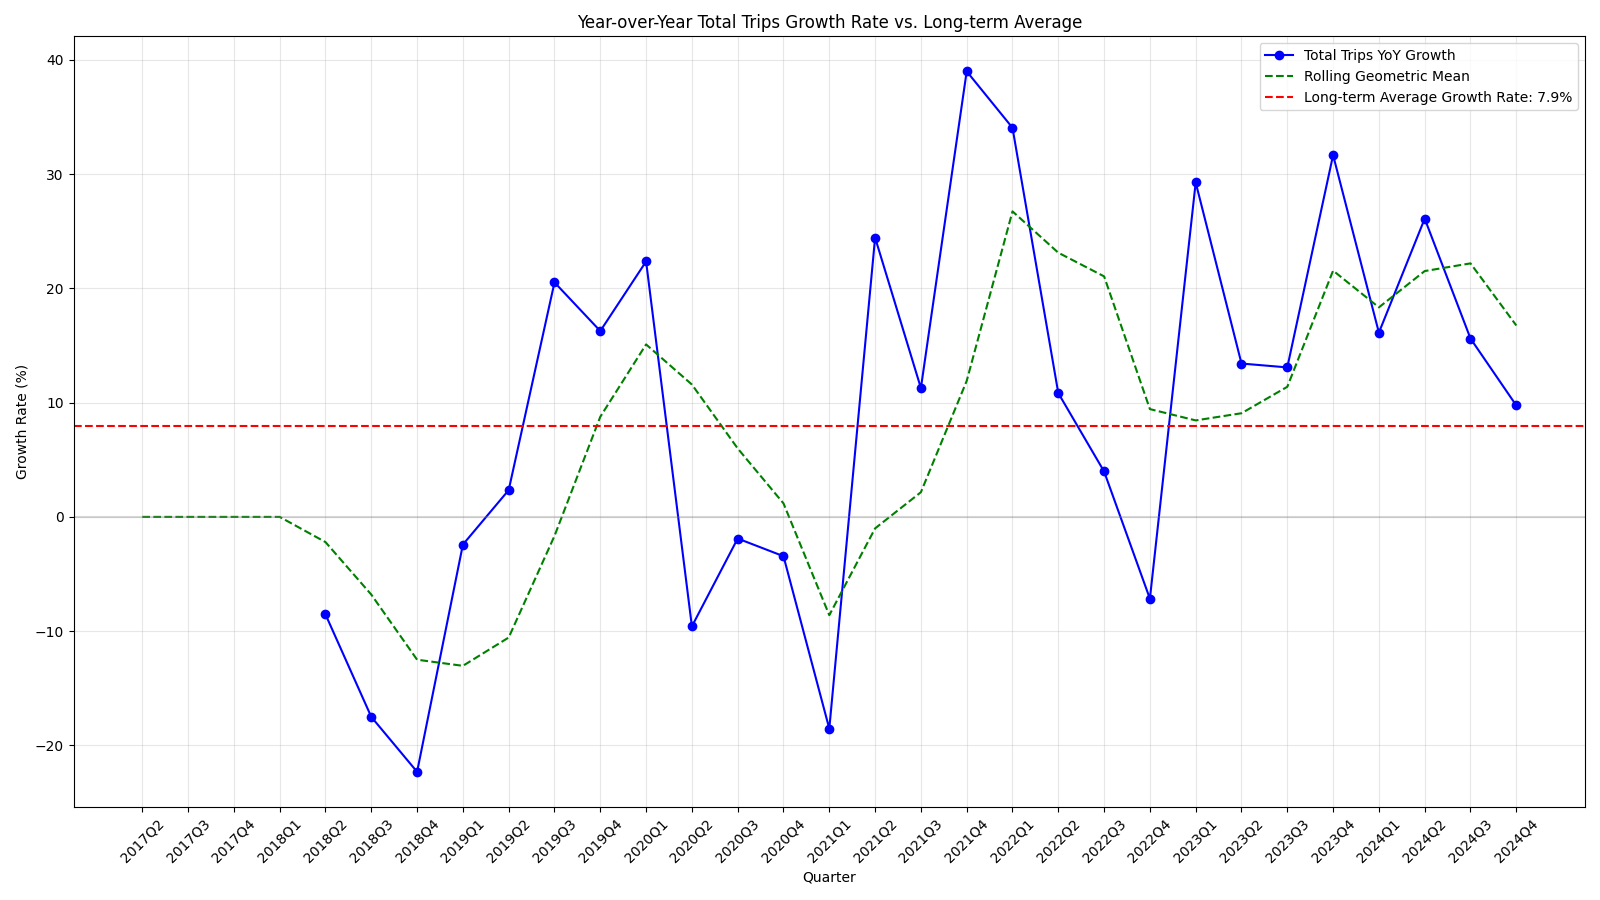 Year-over-Year Total Trips Growth Rate vs. Long-term Average
Total Trips YoY Growth
Rolling Geometric Mean
Long-term Average Growth Rate: 7.9%
Growth Rate (%)
40
30
20
10
0
−10
−20
2017Q2
2017Q3
2017Q4
2018Q1
2018Q2
2018Q3
2018Q4
2019Q1
2019Q2
2019Q3
2019Q4
2020Q1
2020Q2
2020Q3
2020Q4
2021Q1
2021Q2
2021Q3
2021Q4
2022Q1
2022Q2
2022Q3
2022Q4
2023Q1
2023Q2
2023Q3
2023Q4
2024Q1
2024Q2
2024Q3
2024Q4
Quarter